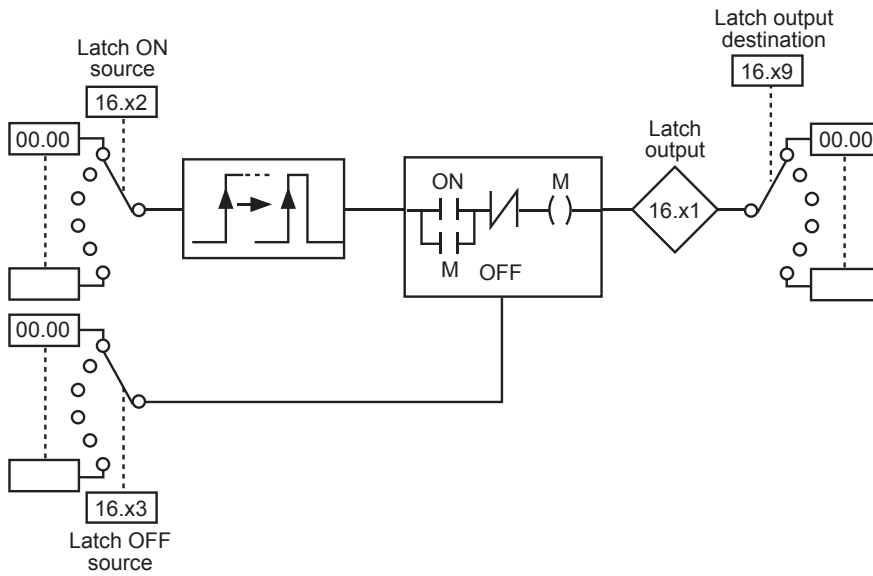 Latch ON
source
16.x2
00.00
Latch output
destination
16.x9
00.00
Latch
output
16.x1
ON
M
M
OFF
00.00
16.x3
Latch OFF
source